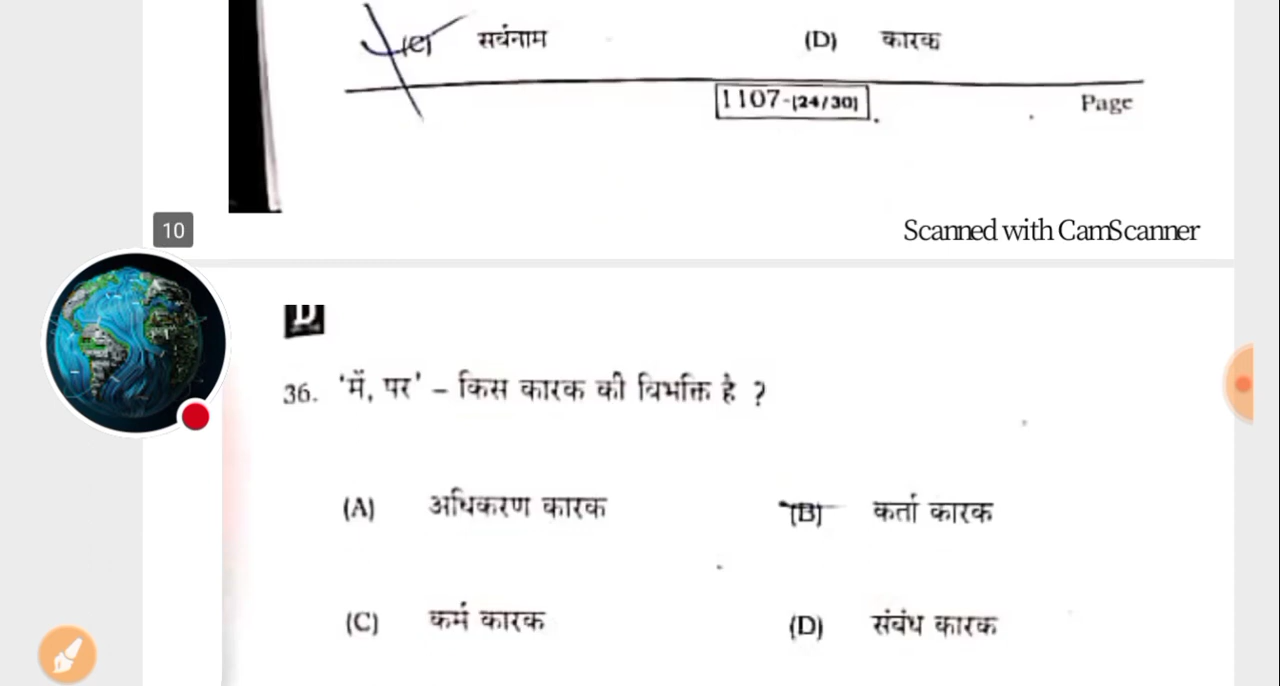 (C) सर्वनाम (D) कारक
1107-(24/30) Page
10
Scanned with CamScanner
D
36. 'में, पर' – किस कारक की विभक्ति है ?
(A) अधिकरण कारक (B) कर्ता कारक
(C) कर्म कारक (D) संबंध कारक